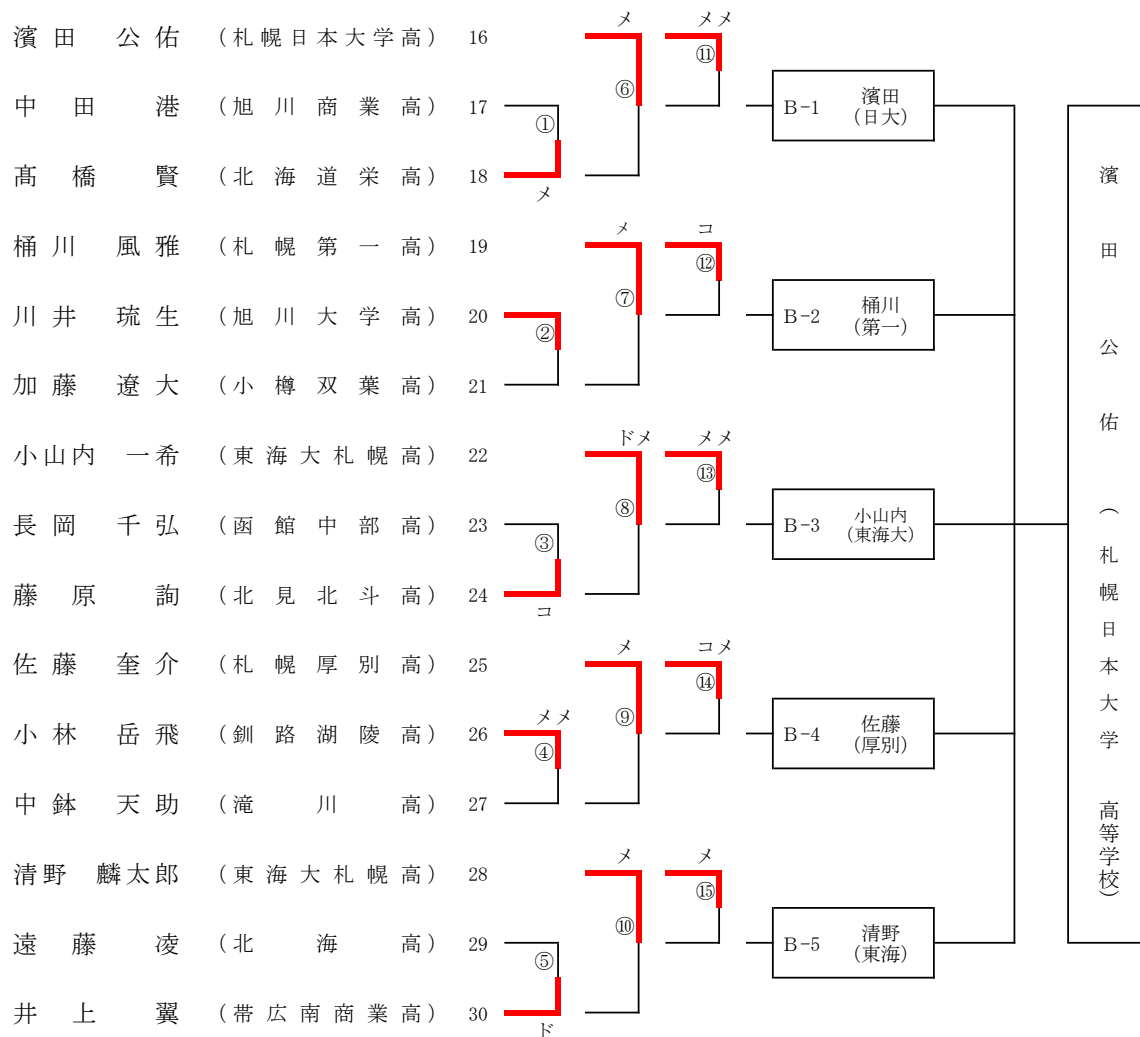 メ メメ
濱田 公佑 (札幌日本大学高) 16
⑪
⑥ B-1 濱田
(日大)
中田 港 (旭川商業高) 17
①
髙橋 賢 (北海道栄高) 18
メ
メ コ
桶川 風雅 (札幌第一高) 19
⑫
⑦ B-2 桶川
(第一)
川井 琉生 (旭川大学高) 20
②
加藤 遼大 (小樽双葉高) 21
ドメ メメ
小山内 一希 (東海大札幌高) 22
⑬
⑧ B-3 小山内
(東海大)
長岡 千弘 (函館中部高) 23
③
藤原 詢 (北見北斗高) 24
コ
メ コメ
佐藤 奎介 (札幌厚別高) 25
⑭
⑨ B-4 佐藤
(厚別)
メメ
小林 岳飛 (釧路湖陵高) 26
④
中鉢 天助 (滝川高) 27
メ メ
清野 麟太郎 (東海大札幌高) 28
⑮
⑩ B-5 清野
(東海)
遠藤 凌 (北海高) 29
⑤
井上 翼 (帯広南商業高) 30
ド
濱田公佑(札幌日本大学 高等学校)